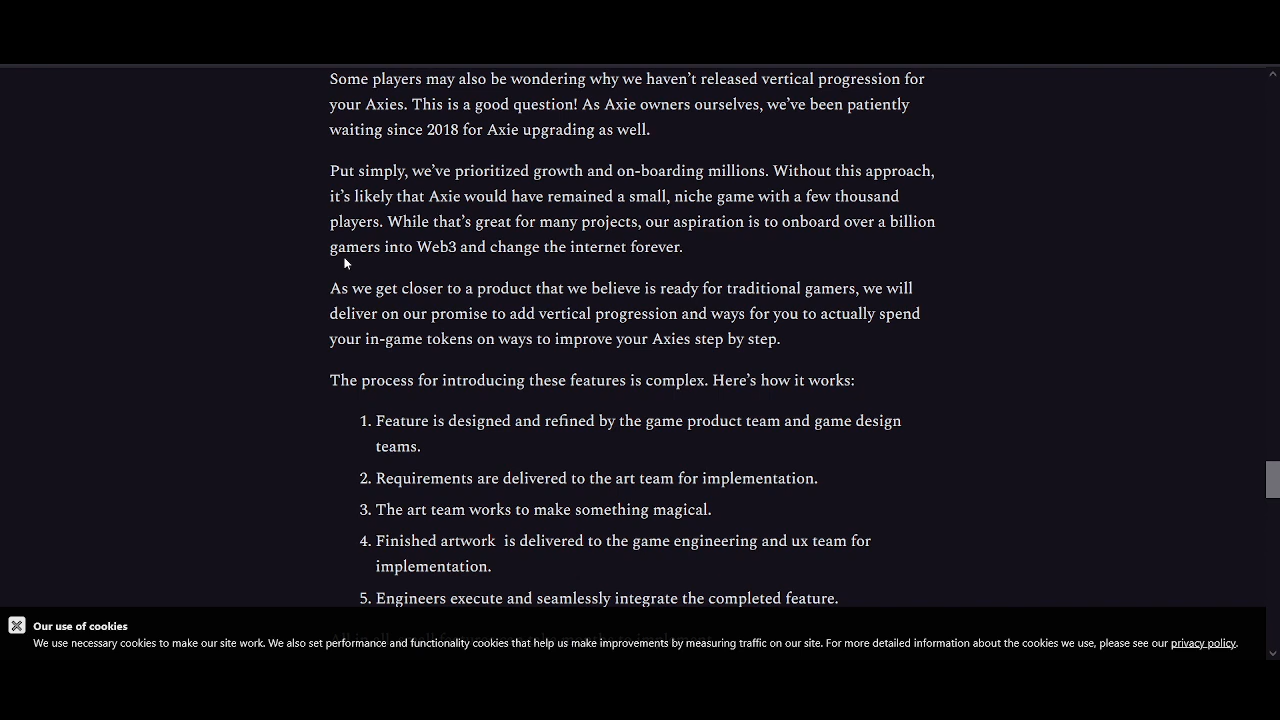 Some players may also be wondering why we haven’t released vertical progression for
your Axies. This is a good question! As Axie owners ourselves, we’ve been patiently
waiting since 2018 for Axie upgrading as well.
Put simply, we’ve prioritized growth and on-boarding millions. Without this approach,
it’s likely that Axie would have remained a small, niche game with a few thousand
players. While that’s great for many projects, our aspiration is to onboard over a billion
gamers into Web3 and change the internet forever.
As we get closer to a product that we believe is ready for traditional gamers, we will
deliver on our promise to add vertical progression and ways for you to actually spend
your in-game tokens on ways to improve your Axies step by step.
The process for introducing these features is complex. Here’s how it works:
1. Feature is designed and refined by the game product team and game design
teams.
2. Requirements are delivered to the art team for implementation.
3. The art team works to make something magical.
4. Finished artwork  is delivered to the game engineering and ux team for
implementation.
5. Engineers execute and seamlessly integrate the completed feature.
Our use of cookies
We use necessary cookies to make our site work. We also set performance and functionality cookies that help us make improvements by measuring traffic on our site. For more detailed information about the cookies we use, please see our privacy policy.